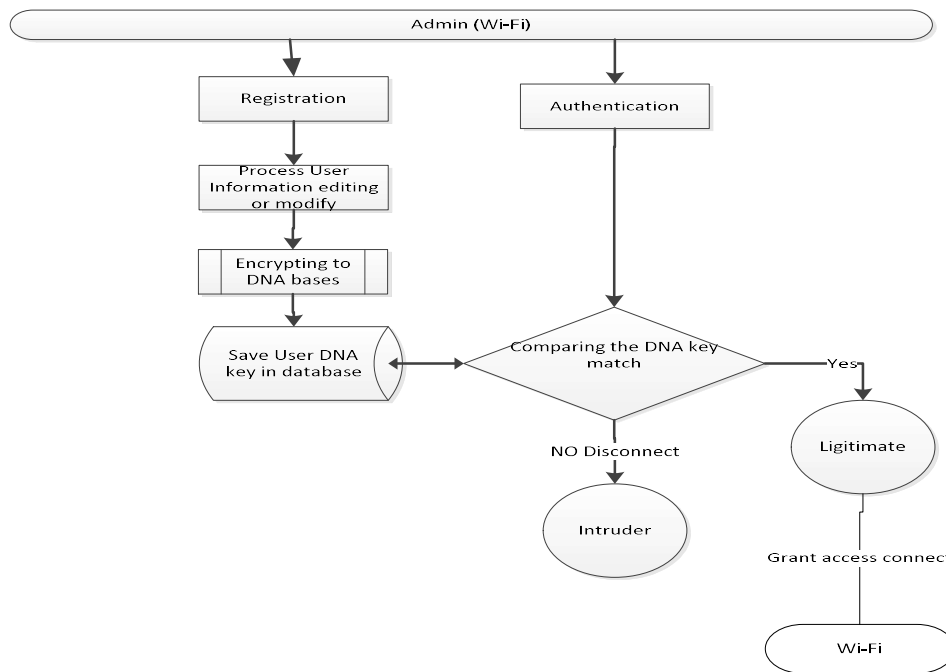 Admin (Wi-Fi)
Registration
Authentication
Process User
Information editing
or modify
Encrypting to
DNA bases
Save User DNA
key in database
Comparing the DNA key
match
Yes
NO Disconnect
Ligitimate
Intruder
Grant access connect
Wi-Fi